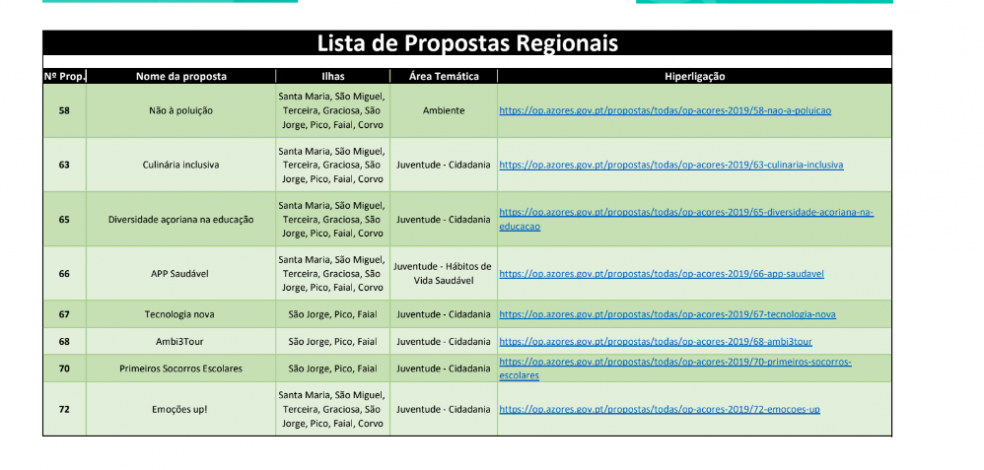 Lista de Propostas Regionais
Nº Prop. Nome da proposta Ilhas Área Temática Hiperligação
58 Não à poluição Santa Maria, São Miguel, Terceira, Graciosa, São Jorge, Pico, Faial, Corvo Ambiente https://op.azores.gov.pt/propostas/todas/op-acores-2019/58-nao-a-poluicao
63 Culinária inclusiva Santa Maria, São Miguel, Terceira, Graciosa, São Jorge, Pico, Faial, Corvo Juventude - Cidadania https://op.azores.gov.pt/propostas/todas/op-acores-2019/63-culinaria-inclusiva
65 Diversidade açoriana na educação Santa Maria, São Miguel, Terceira, Graciosa, São Jorge, Pico, Faial, Corvo Juventude - Cidadania https://op.azores.gov.pt/propostas/todas/op-acores-2019/65-diversidade-acoriana-na-educacao
66 APP Saudável Santa Maria, São Miguel, Terceira, Graciosa, São Jorge, Pico, Faial, Corvo Juventude - Hábitos de Vida Saudável https://op.azores.gov.pt/propostas/todas/op-acores-2019/66-app-saudavel
67 Tecnologia nova São Jorge, Pico, Faial Juventude - Cidadania https://op.azores.gov.pt/propostas/todas/op-acores-2019/67-tecnologia-nova
68 Ambi3Tour São Jorge, Pico, Faial Juventude - Cidadania https://op.azores.gov.pt/propostas/todas/op-acores-2019/68-ambi3tour
70 Primeiros Socorros Escolares São Jorge, Pico, Faial Juventude - Cidadania https://op.azores.gov.pt/propostas/todas/op-acores-2019/70-primeiros-socorros-escolares
72 Emoções up! Santa Maria, São Miguel, Terceira, Graciosa, São Jorge, Pico, Faial, Corvo Juventude - Cidadania https://op.azores.gov.pt/propostas/todas/op-acores-2019/72-emocoes-up